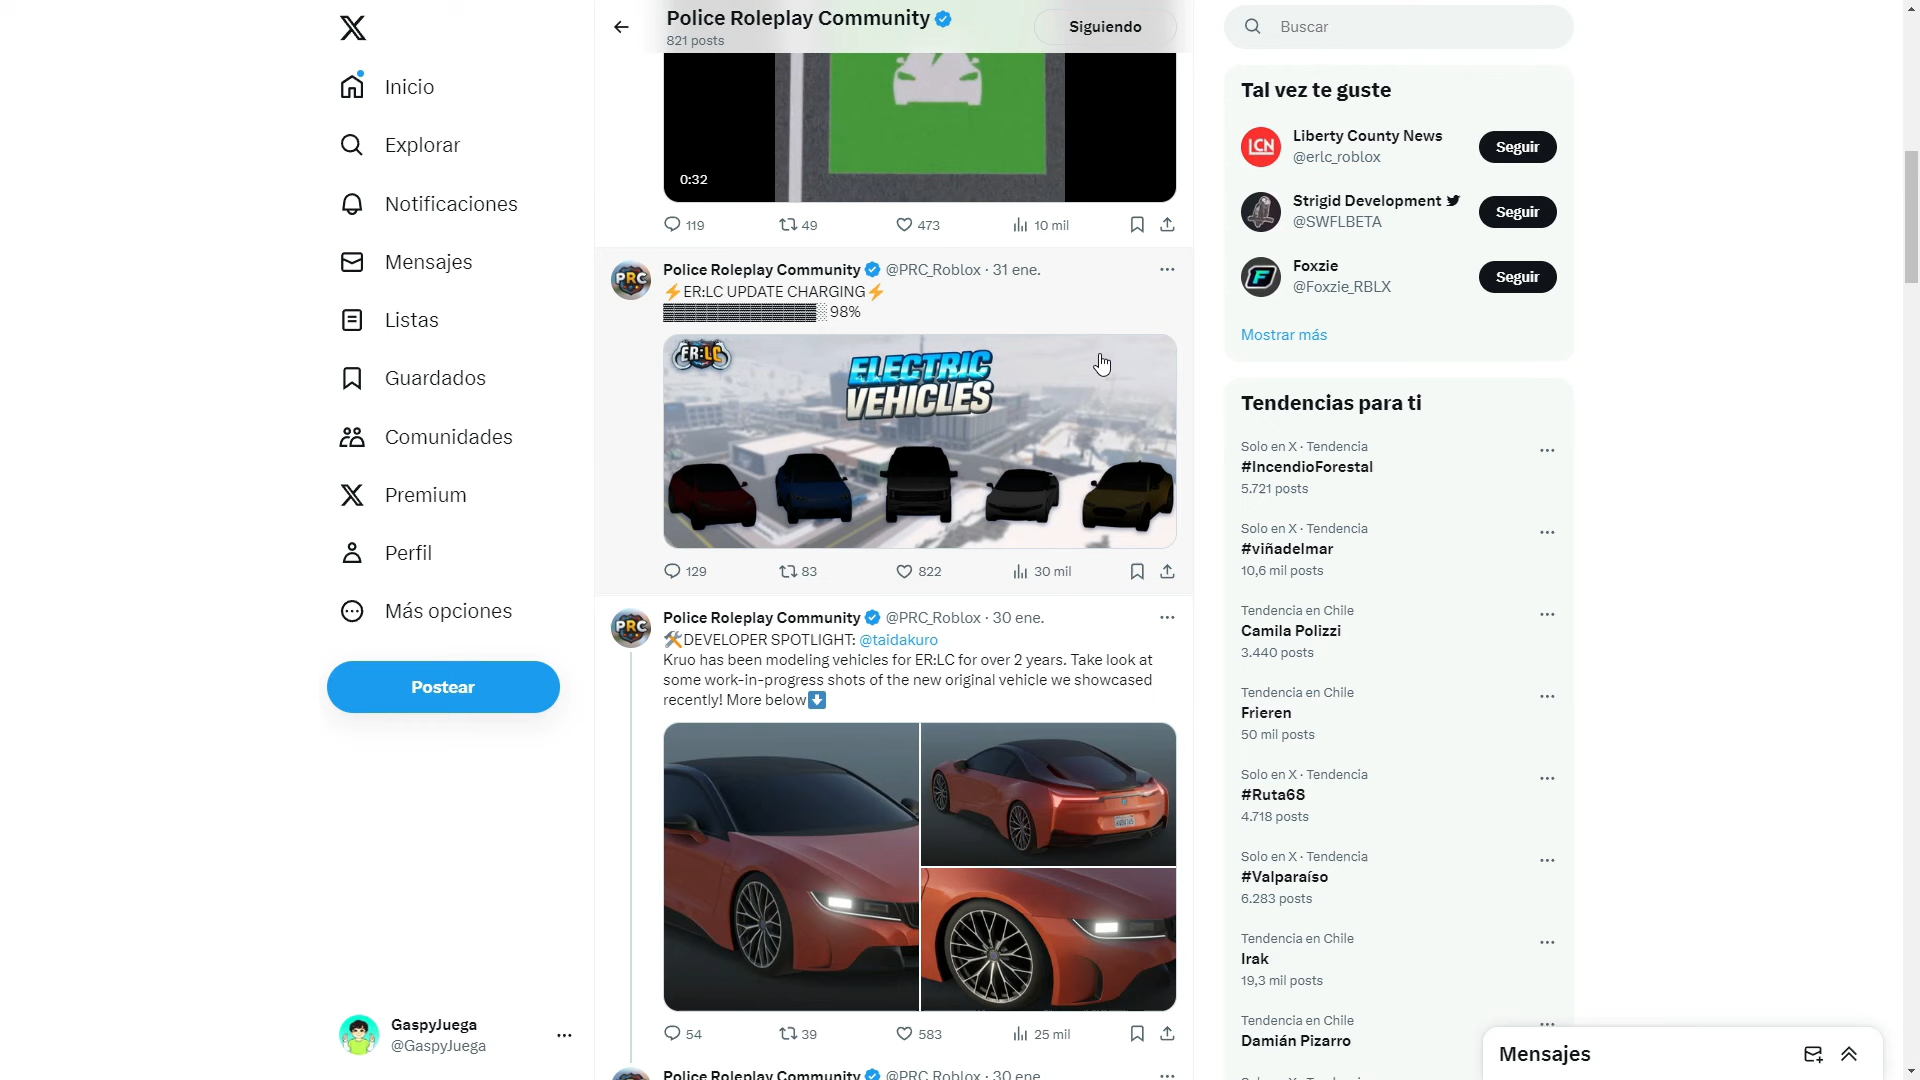 Inicio
Explorar
Notificaciones
Mensajes
Listas
Guardados
Comunidades
Premium
Perfil
Más opciones
Postear
GaspyJuega
@GaspyJuega
Police Roleplay Community
821 posts
Siguiendo
0:32
119
49
473
10 mil
PRC
Police Roleplay Community @PRC_Roblox · 31 ene.
⚡ER:LC UPDATE CHARGING⚡
▓▓▓▓▓▓▓▓▓▓▓▓▓▓▓░ 98%
ER:LC
ELECTRIC
VEHICLES
129
83
822
30 mil
PRC
Police Roleplay Community @PRC_Roblox · 30 ene.
🛠️DEVELOPER SPOTLIGHT: @taidakuro
Kruo has been modeling vehicles for ER:LC for over 2 years. Take look at
some work-in-progress shots of the new original vehicle we showcased
recently! More below⬇️
54
39
583
25 mil
Police Roleplay Community @PRC_Roblox · 30 ene.
Buscar
Tal vez te guste
LCN
Liberty County News
@erlc_roblox
Seguir
Strigid Development
@SWFLBETA
Seguir
Foxzie
@Foxzie_RBLX
Seguir
Mostrar más
Tendencias para ti
Solo en X · Tendencia
#IncendioForestal
5.721 posts
Solo en X · Tendencia
#viñadelmar
10,6 mil posts
Tendencia en Chile
Camila Polizzi
3.440 posts
Tendencia en Chile
Frieren
50 mil posts
Solo en X · Tendencia
#Ruta68
4.718 posts
Solo en X · Tendencia
#Valparaíso
6.283 posts
Tendencia en Chile
Irak
19,3 mil posts
Tendencia en Chile
Damián Pizarro
Mensajes